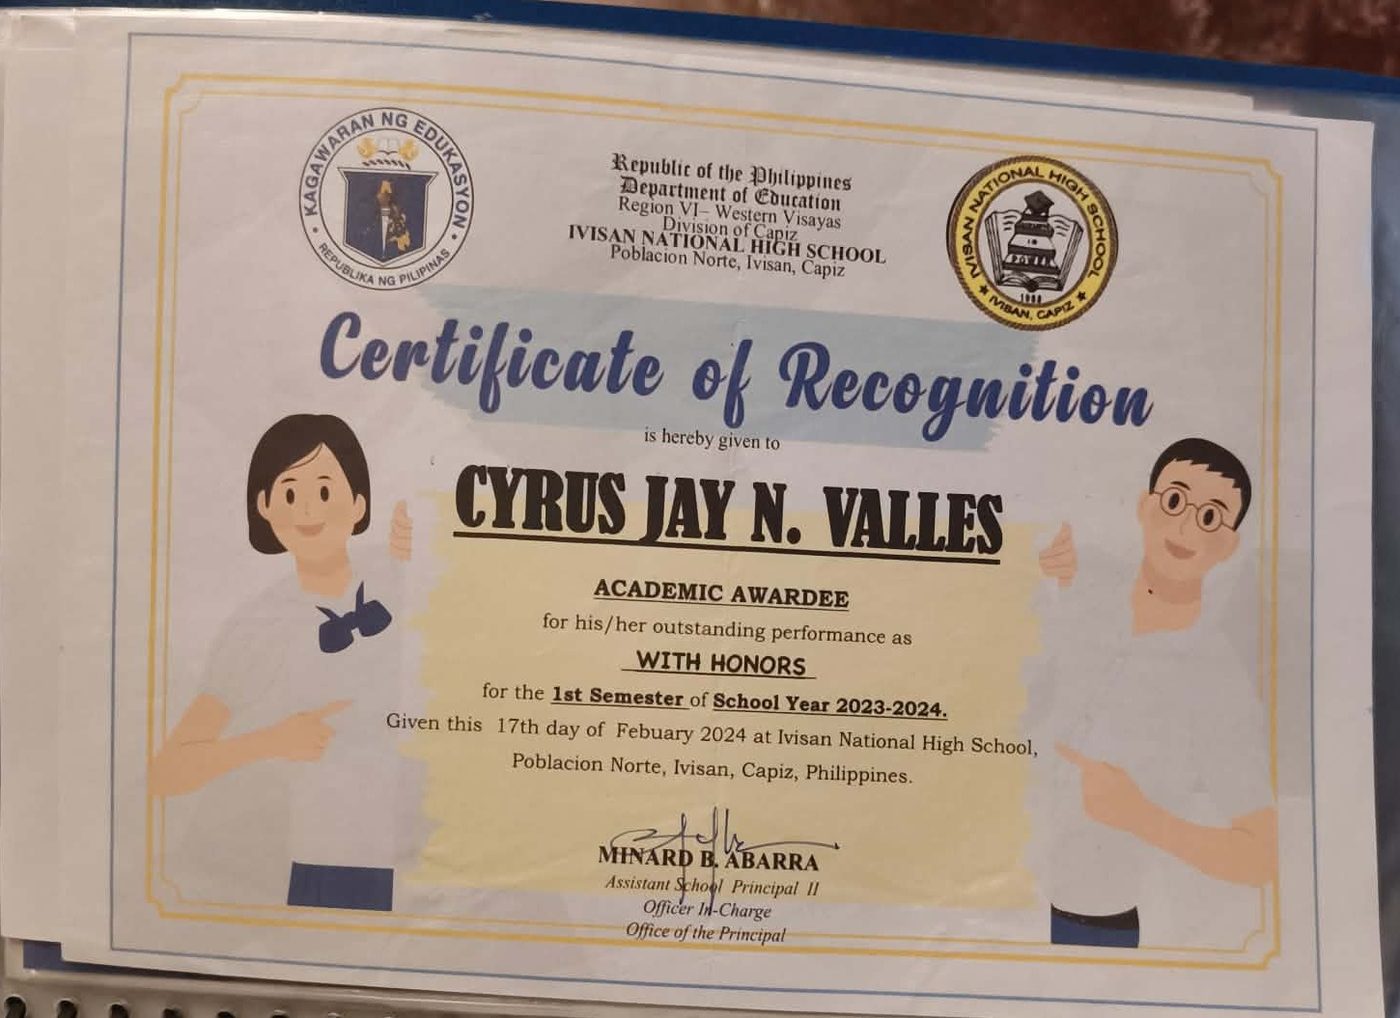 KAGAWARAN NG EDUKASYON
REPUBLIKA NG PILIPINAS
Republic of the Philippines
Department of Education
Region VI– Western Visayas
Division of Capiz
IVISAN NATIONAL HIGH SCHOOL
Poblacion Norte, Ivisan, Capiz
IVISAN NATIONAL HIGH SCHOOL
IVISAN, CAPIZ
Certificate of Recognition
is hereby given to
CYRUS JAY N. VALLES
ACADEMIC AWARDEE
for his/her outstanding performance as
WITH HONORS
for the 1st Semester of School Year 2023-2024.
Given this 17th day of Febuary 2024 at Ivisan National High School,
Poblacion Norte, Ivisan, Capiz, Philippines.
MINARD B. ABARRA
Assistant School Principal II
Officer In-Charge
Office of the Principal